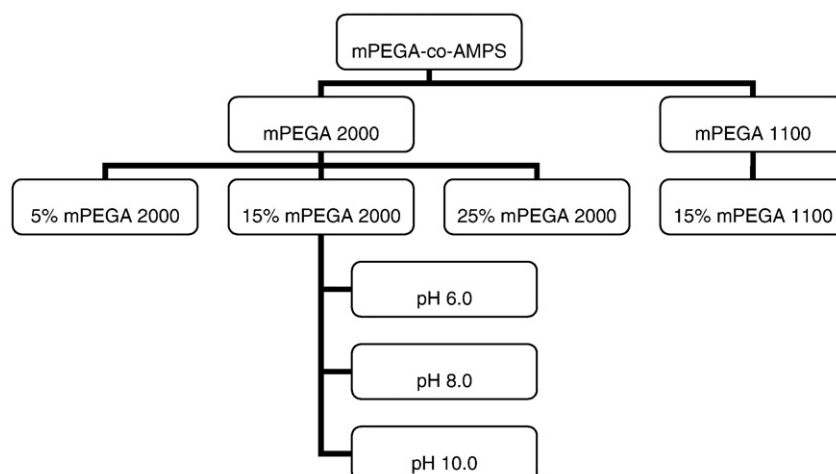 mPEGA-co-AMPS
mPEGA 2000
mPEGA 1100
5% mPEGA 2000
15% mPEGA 2000
25% mPEGA 2000
15% mPEGA 1100
pH 6.0
pH 8.0
pH 10.0